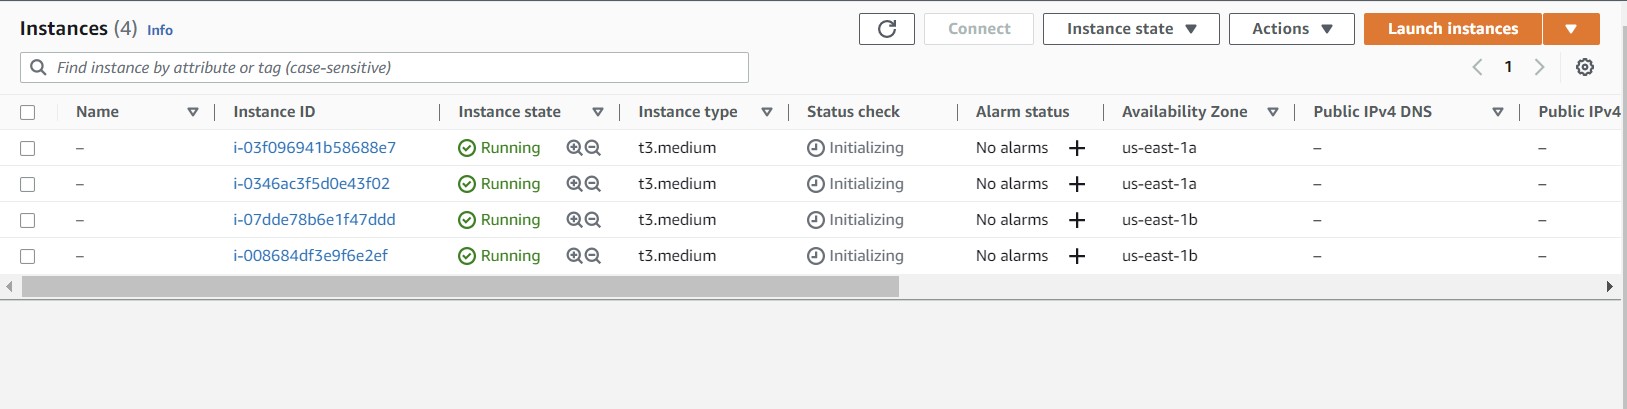 Instances (4) Info Connect Instance state Actions Launch instances
Find instance by attribute or tag (case-sensitive) 1
Name Instance ID Instance state Instance type Status check Alarm status Availability Zone Public IPv4 DNS Public IPv4
– i-03f096941b58688e7 Running t3.medium Initializing No alarms + us-east-1a – –
– i-0346ac3f5d0e43f02 Running t3.medium Initializing No alarms + us-east-1a – –
– i-07dde78b6e1f47ddd Running t3.medium Initializing No alarms + us-east-1b – –
– i-008684df3e9f6e2ef Running t3.medium Initializing No alarms + us-east-1b – –